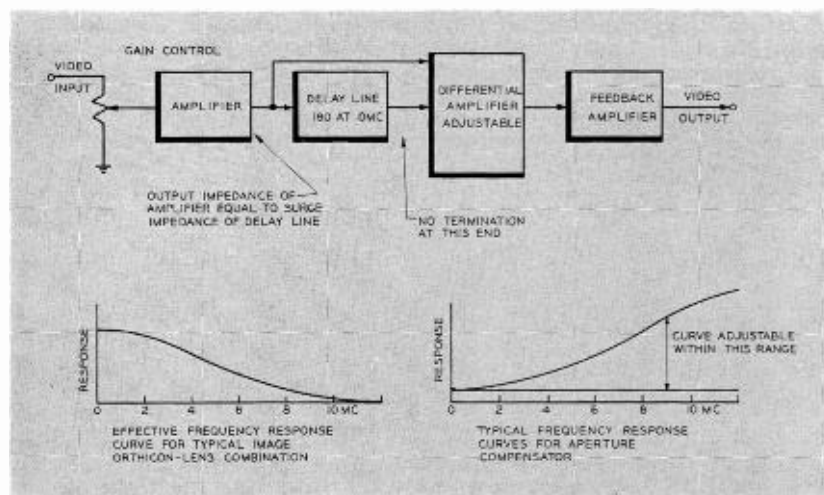 GAIN CONTROL
VIDEO
INPUT
AMPLIFIER
DELAY LINE
180 AT
DIFFERENTIAL
AMPLIFIER
ADJUSTABLE
FEEDBACK
AMPLIFIER
VIDEO
OUTPUT
OUTPUT IMPEDANCE OF
AMPLIFIER EQUAL TO SURGE
IMPEDANCE OF DELAY LINE
NO TERMINATION
AT THIS END
RESPONSE
0 2 4 6 8 10 MC
EFFECTIVE FREQUENCY RESPONSE
CURVE FOR TYPICAL IMAGE
ORTHICON-LENS COMBINATION
RESPONSE
CURVE ADJUSTABLE
WITHIN THIS RANGE
0 2 4 6 8 10 MC
TYPICAL FREQUENCY RESPONSE
CURVES FOR APERTURE
COMPENSATOR